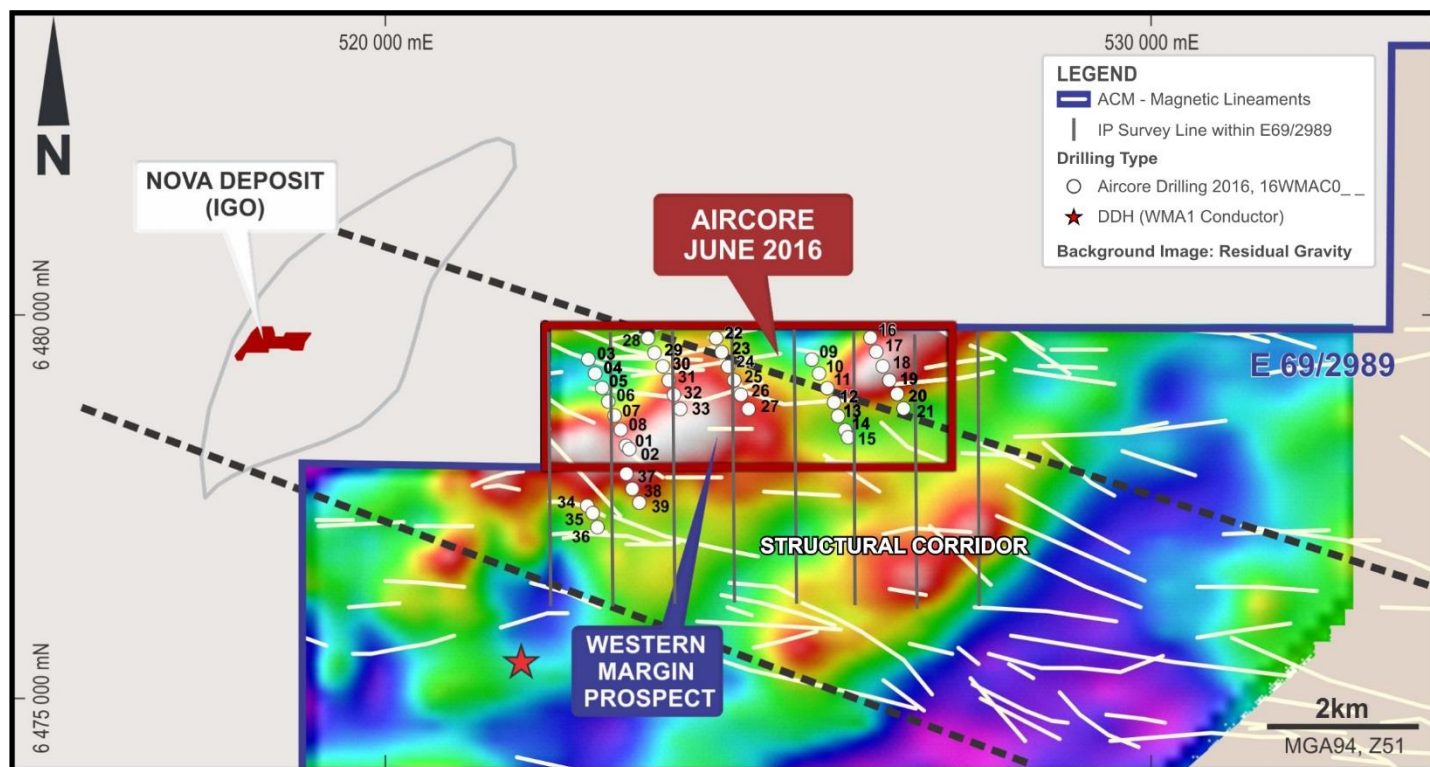 520 000 mE
530 000 mE
LEGEND
ACM - Magnetic Lineaments
IP Survey Line within E69/2989
Drilling Type
Aircore Drilling 2016, 16WMAC0_ _
DDH (WMA1 Conductor)
Background Image: Residual Gravity
N
NOVA DEPOSIT
(IGO)
AIRCORE
JUNE 2016
6 480 000 mN
E 69/2989
28
22
16
03
29
23
09
17
04
30
24
10
18
05
31
25
11
19
06
32
26
12
20
07
33
27
13
21
08
14
01
15
02
37
34
38
35
39
36
STRUCTURAL CORRIDOR
WESTERN
MARGIN
PROSPECT
6 475 000 mN
2km
MGA94, Z51